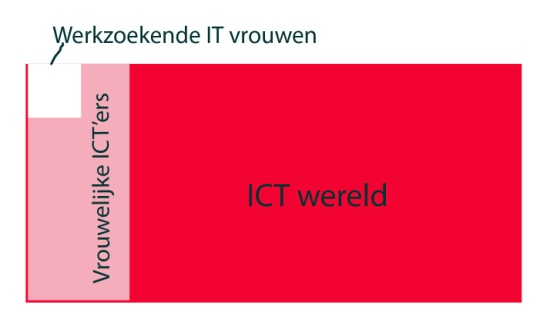 Werkzoekende IT vrouwen
Vrouwelijke ICT'ers
ICT wereld